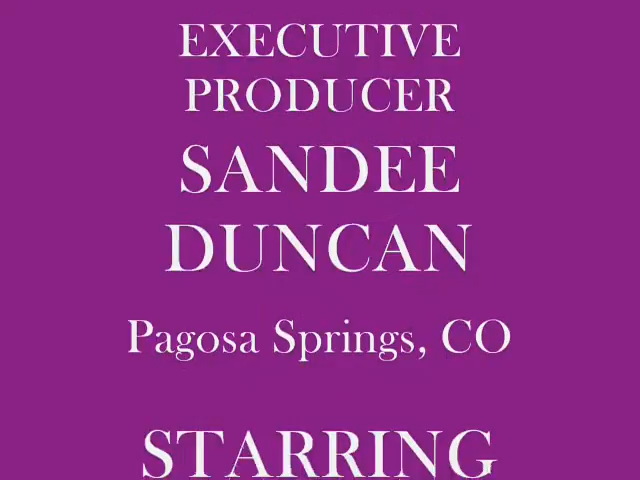 EXECUTIVE
PRODUCER
SANDEE
DUNCAN
Pagosa Springs, CO
STARRING